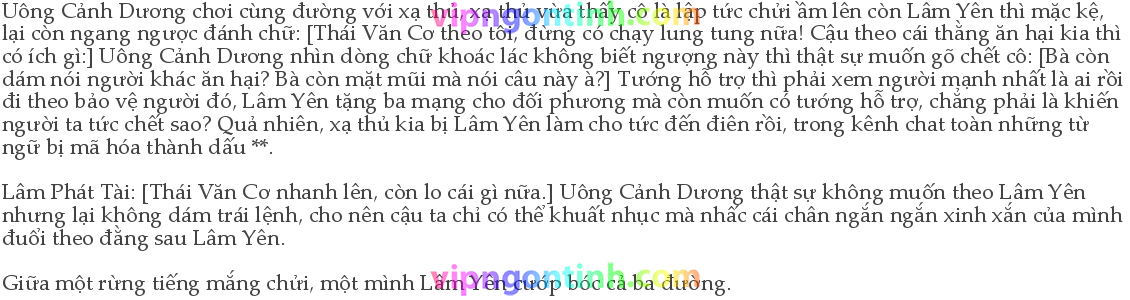 Uông Cảnh Dương chơi cùng đường với xạ thủ, xạ thủ vừa thấy cô là lập tức chửi ầm lên còn Lâm Yên thì mặc kệ,
lại còn ngang ngược đánh chữ: [Thái Văn Cơ theo tôi, đừng có chạy lung tung nữa! Cậu theo cái thằng ăn hại kia thì
có ích gì:] Uông Cảnh Dương nhìn dòng chữ khoác lác không biết ngượng này thì thật sự muốn gõ chết cô: [Bà còn
dám nói người khác ăn hại? Bà còn mặt mũi mà nói câu này à?] Tướng hỗ trợ thì phải xem người mạnh nhất là ai rồi
đi theo bảo vệ người đó, Lâm Yên tặng ba mạng cho đối phương mà còn muốn có tướng hỗ trợ, chẳng phải là khiến
người ta tức chết sao? Quả nhiên, xạ thủ kia bị Lâm Yên làm cho tức đến điên rồi, trong kênh chat toàn những từ
ngữ bị mã hóa thành dấu **.
Lâm Phát Tài: [Thái Văn Cơ nhanh lên, còn lo cái gì nữa.] Uông Cảnh Dương thật sự không muốn theo Lâm Yên
nhưng lại không dám trái lệnh, cho nên cậu ta chỉ có thể khuất nhục mà nhấc cái chân ngắn ngắn xinh xắn của mình
đuổi theo đằng sau Lâm Yên.
Giữa một rừng tiếng mắng chửi, một mình Lâm Yên cướp bóc cả ba đường.
vipngontinh.com
vipngontinh.com